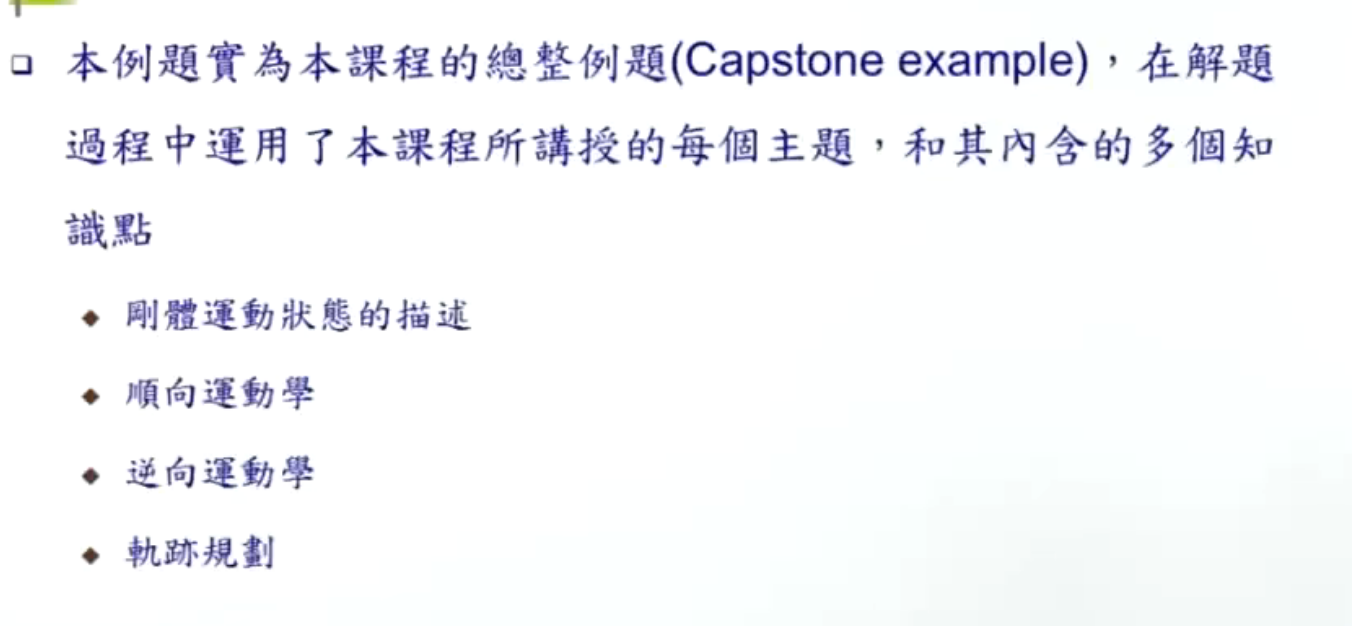 本例題實為本課程的總整例題(Capstone example)，在解題
過程中運用了本課程所講授的每個主題，和其內含的多個知
識點
剛體運動狀態的描述
順向運動學
逆向運動學
軌跡規劃